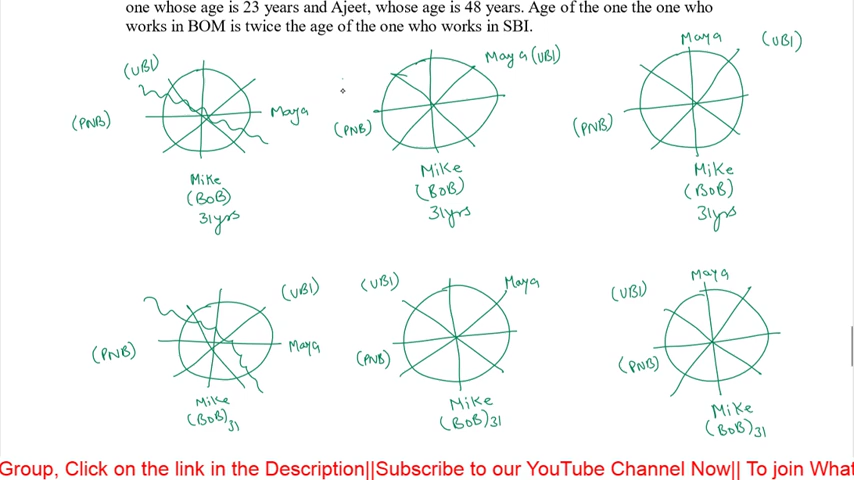 one whose age is 23 years and Ajeet, whose age is 48 years. Age of the one the one who
works in BOM is twice the age of the one who works in SBI.
(UBI)
(PNB)
Maya
Mike
(BOB)
31yrs
Maya (UBI)
(PNB)
Mike
(BOB)
31yrs
Maya
(UBI)
(PNB)
Mike
(BOB)
31yrs
(UBI)
(PNB)
Maya
Mike
(BOB)31
(UBI)
Maya
(PNB)
Mike
(BOB)31
Maya
(UBI)
(PNB)
Mike
(BOB)31
Group, Click on the link in the Description||Subscribe to our YouTube Channel Now|| To join What